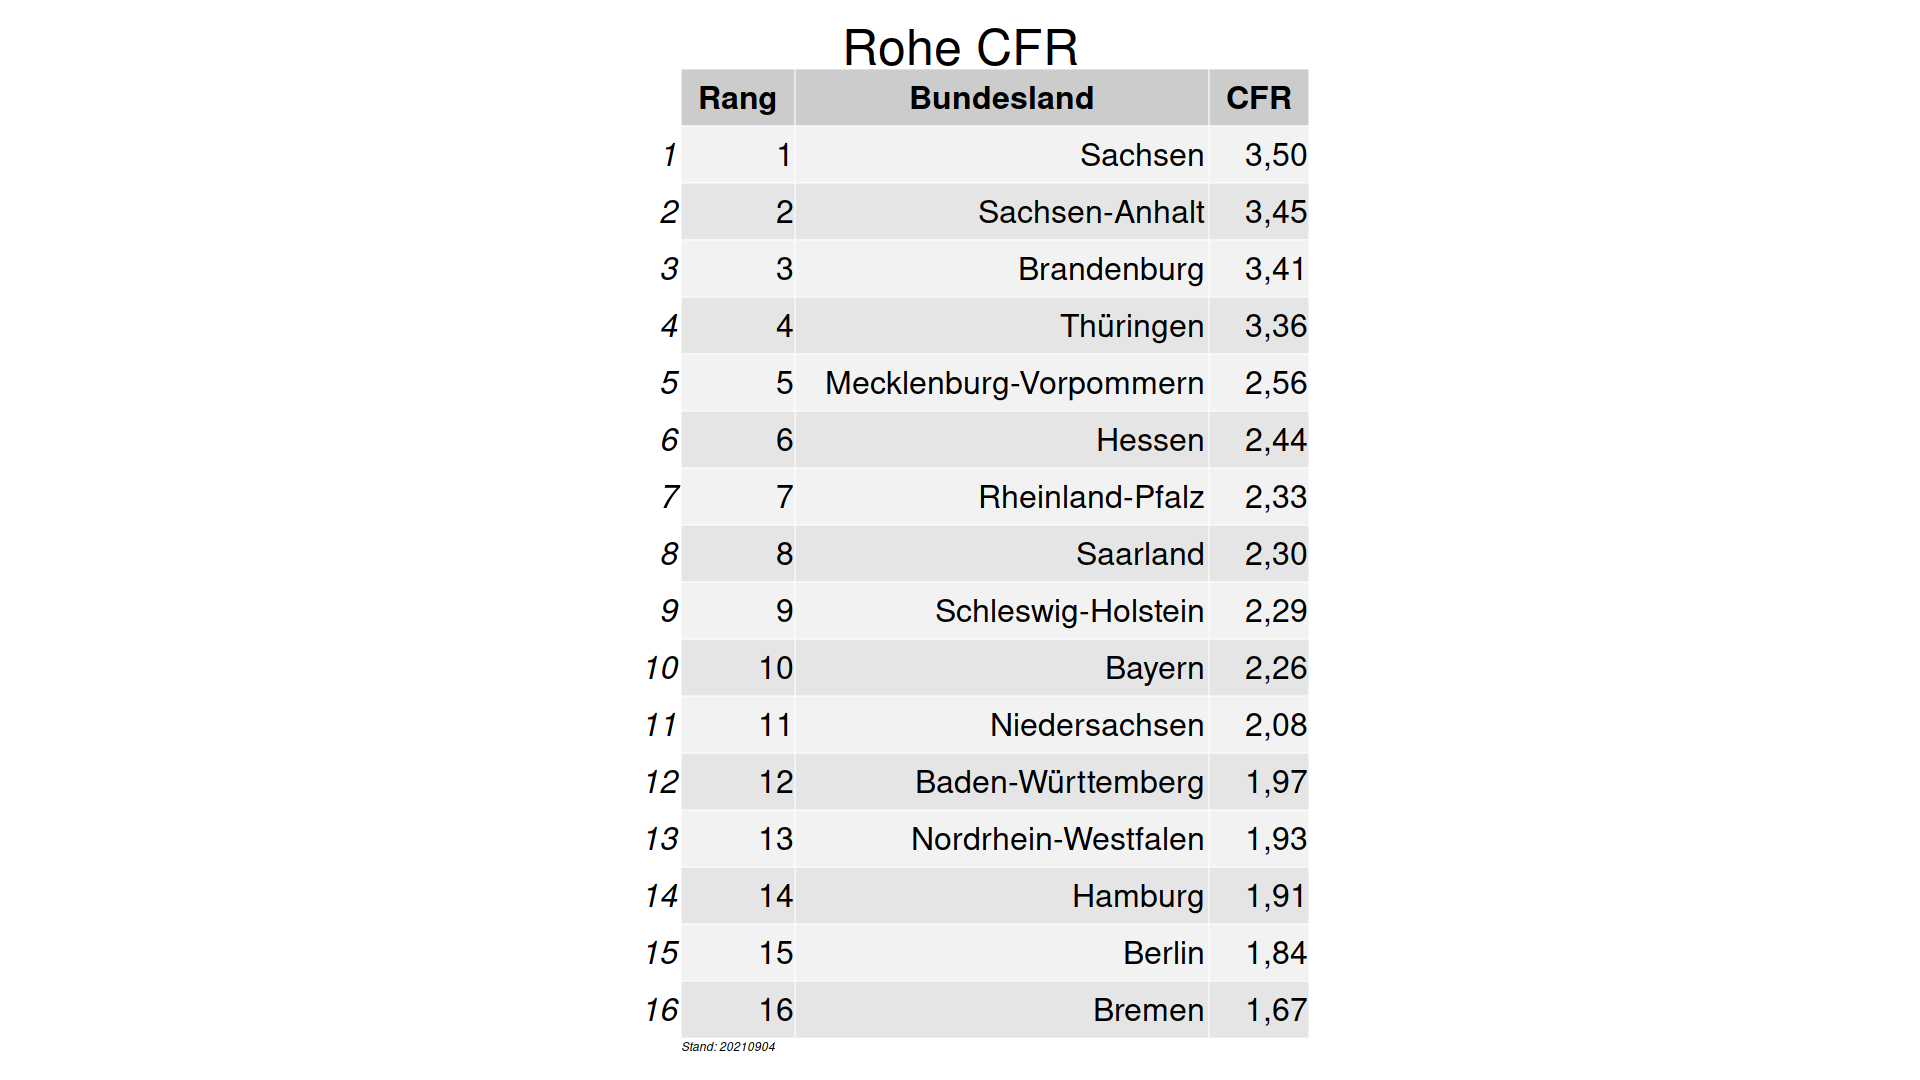 Rohe CFR
Rang Bundesland CFR
1 1 Sachsen 3,50
2 2 Sachsen-Anhalt 3,45
3 3 Brandenburg 3,41
4 4 Thüringen 3,36
5 5 Mecklenburg-Vorpommern 2,56
6 6 Hessen 2,44
7 7 Rheinland-Pfalz 2,33
8 8 Saarland 2,30
9 9 Schleswig-Holstein 2,29
10 10 Bayern 2,26
11 11 Niedersachsen 2,08
12 12 Baden-Württemberg 1,97
13 13 Nordrhein-Westfalen 1,93
14 14 Hamburg 1,91
15 15 Berlin 1,84
16 16 Bremen 1,67
Stand: 20210904